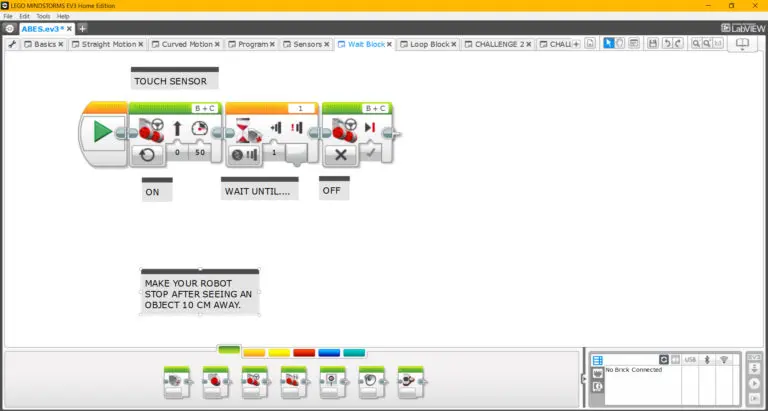 LEGO MINDSTORMS EV3 Home Edition
File Edit Tools Help
ABES.ev3*
LabVIEW
Basics Straight Motion Curved Motion Program Sensors Wait Block Loop Block CHALLENGE 2 CHALL
TOUCH SENSOR
B + C 1 B + C
0 50 1
ON WAIT UNTIL.... OFF
MAKE YOUR ROBOT
STOP AFTER SEEING AN
OBJECT 10 CM AWAY.
USB EV3
No Brick Connected